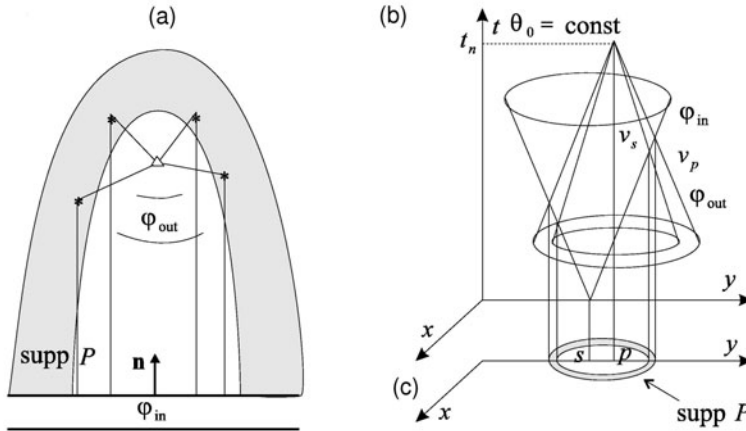 (a)
φout
supp P
n
φin
(b)
t θ0 = const
tn
φin
vs
vp
φout
y
x
s p y
(c)
x
supp P